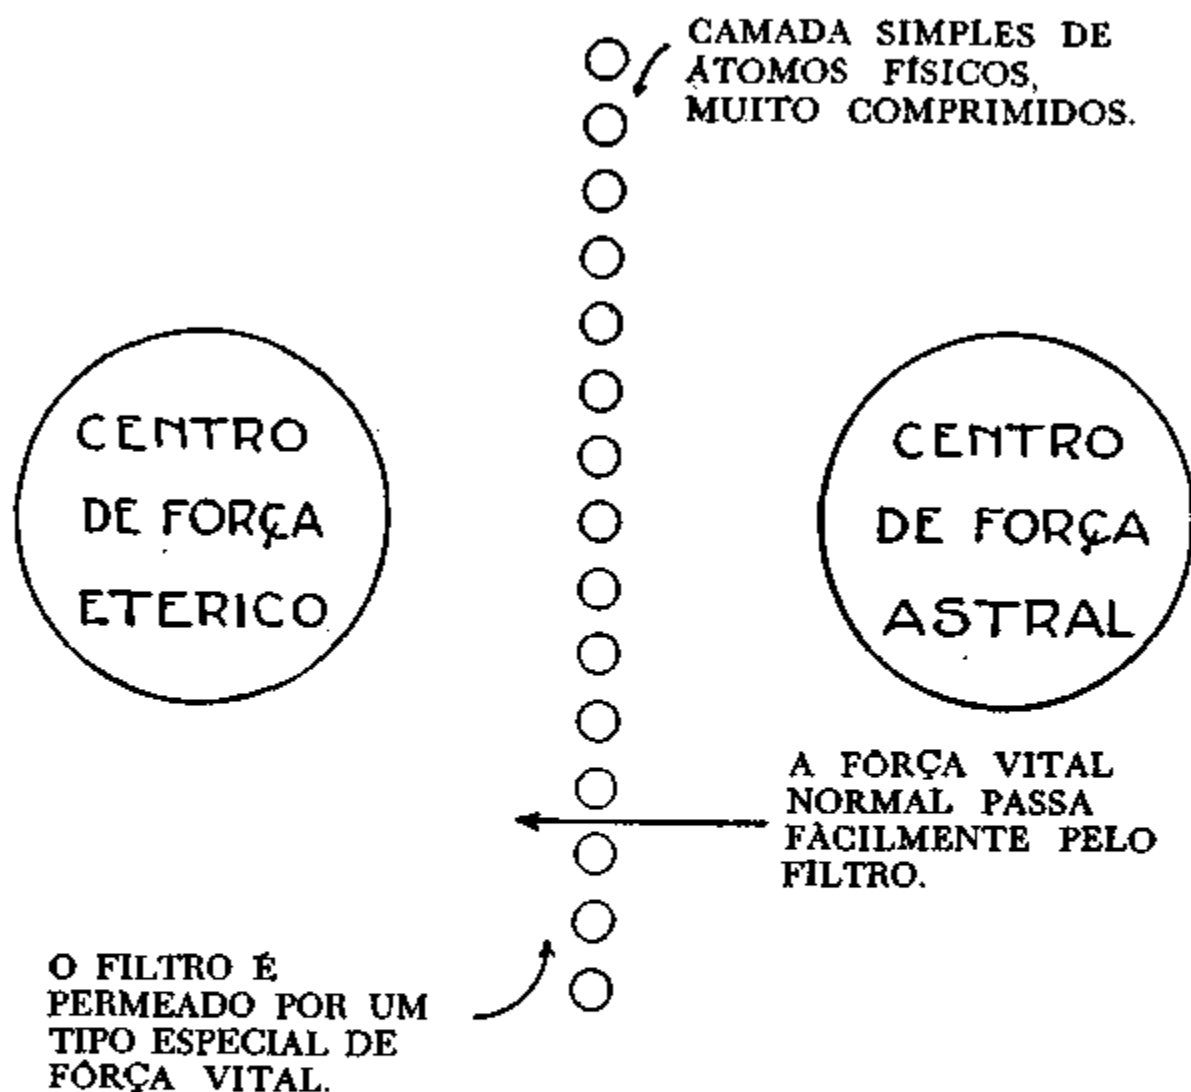 CAMADA SIMPLES DE
ÁTOMOS FÍSICOS,
MUITO COMPRIMIDOS.
CENTRO
DE FORÇA
ETERICO
CENTRO
DE FORÇA
ASTRAL
A FÔRÇA VITAL
NORMAL PASSA
FÀCILMENTE PELO
FILTRO.
O FILTRO É
PERMEADO POR UM
TIPO ESPECIAL DE
FÔRÇA VITAL.